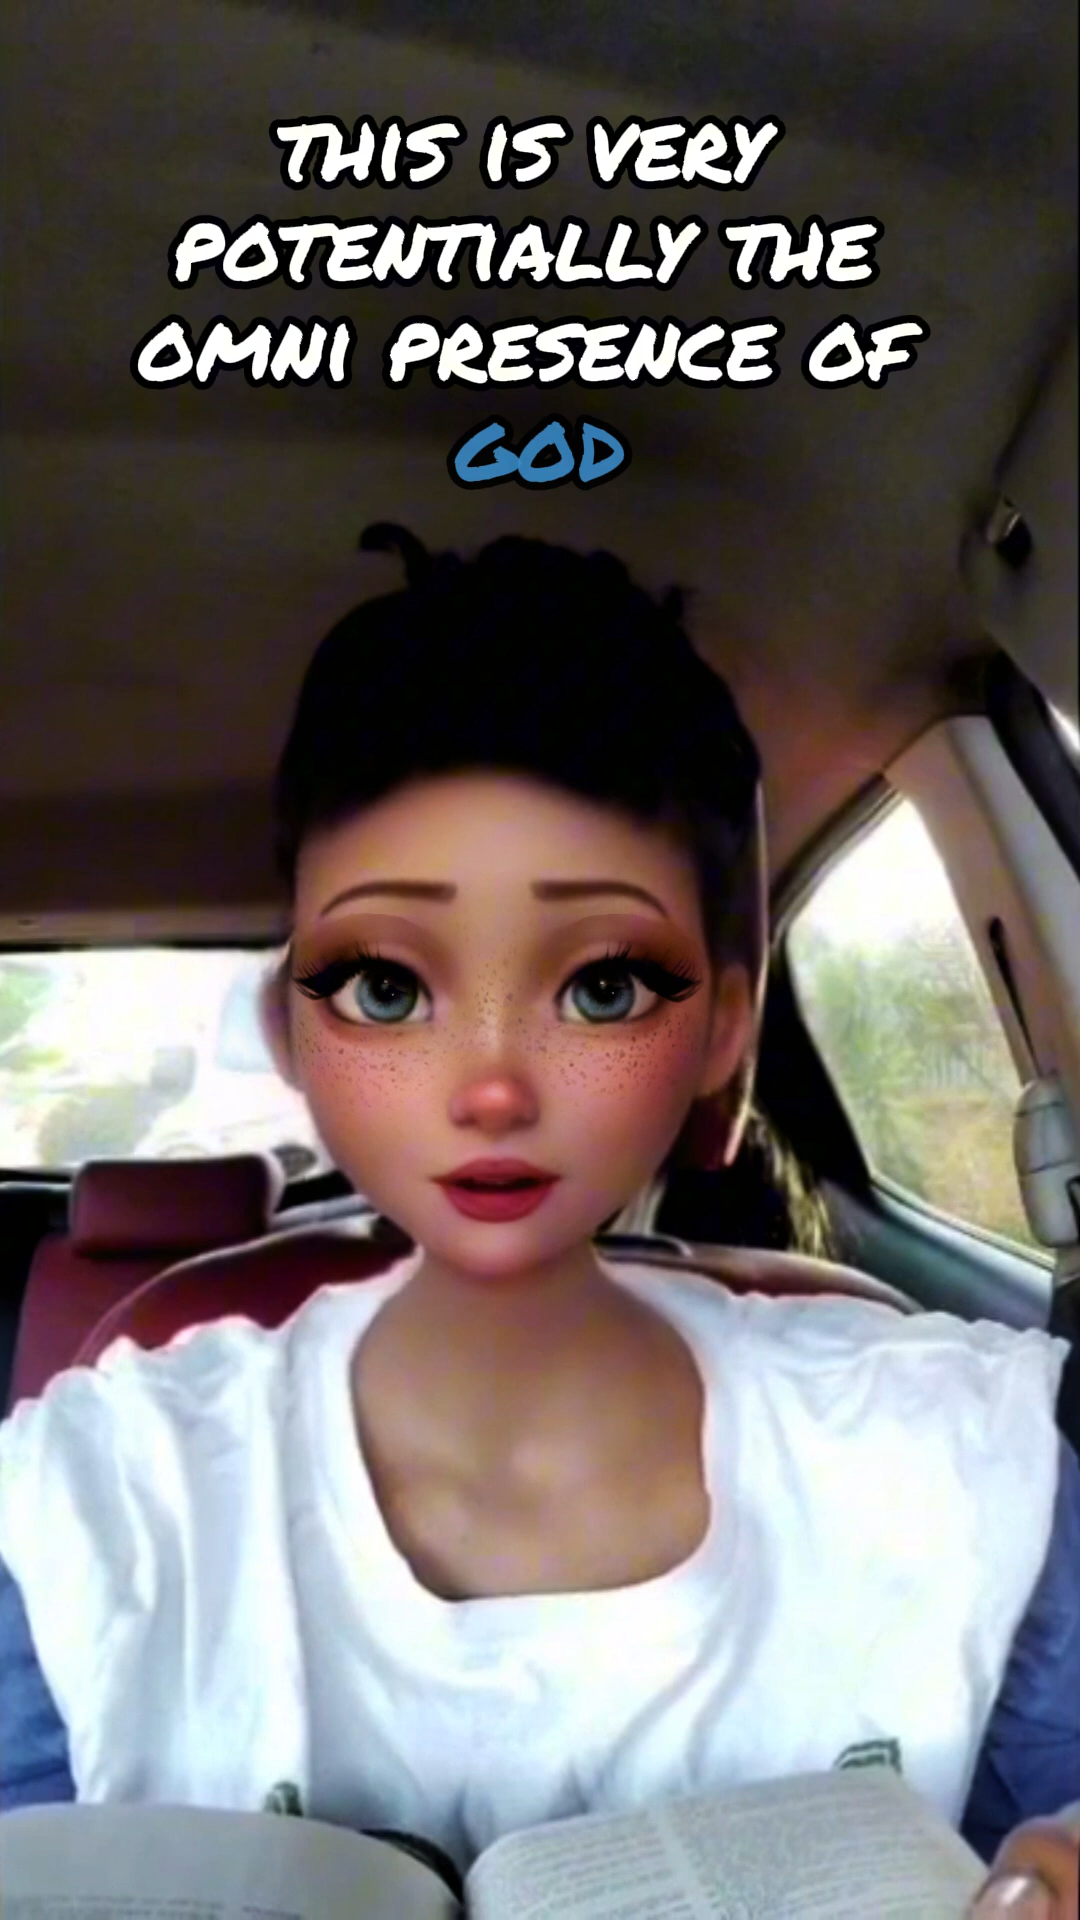 THIS IS VERY
POTENTIALLY THE
OMNI PRESENCE OF
GOD